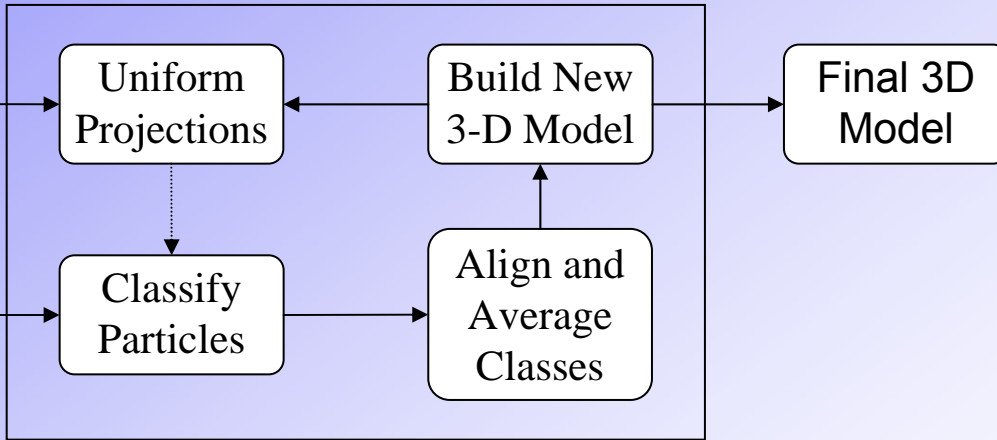 Uniform
Projections
Build New
3-D Model
Final 3D
Model
Classify
Particles
Align and
Average
Classes